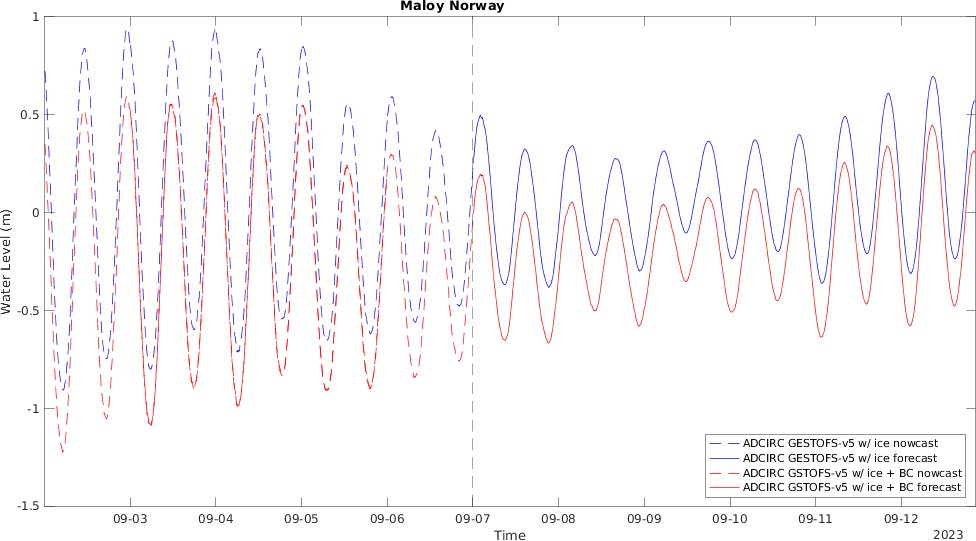 Maloy Norway
1
0.5
0
-0.5
-1
-1.5
Water Level (m)
09-03 09-04 09-05 09-06 09-07 09-08 09-09 09-10 09-11 09-12
Time
2023
ADCIRC GESTOFS-v5 w/ ice nowcast
ADCIRC GESTOFS-v5 w/ ice forecast
ADCIRC GSTOFS-v5 w/ ice + BC nowcast
ADCIRC GSTOFS-v5 w/ ice + BC forecast